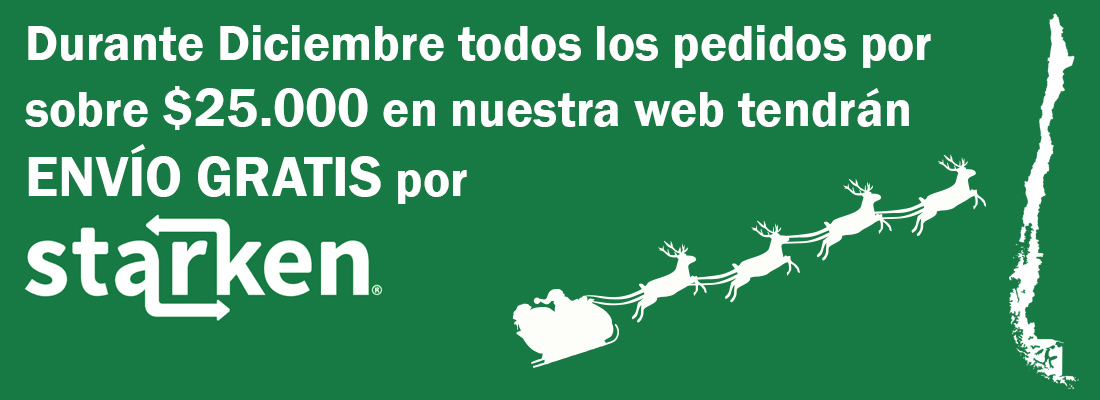 Durante Diciembre todos los pedidos por
sobre $25.000 en nuestra web tendrán
ENVÍO GRATIS por
starken®